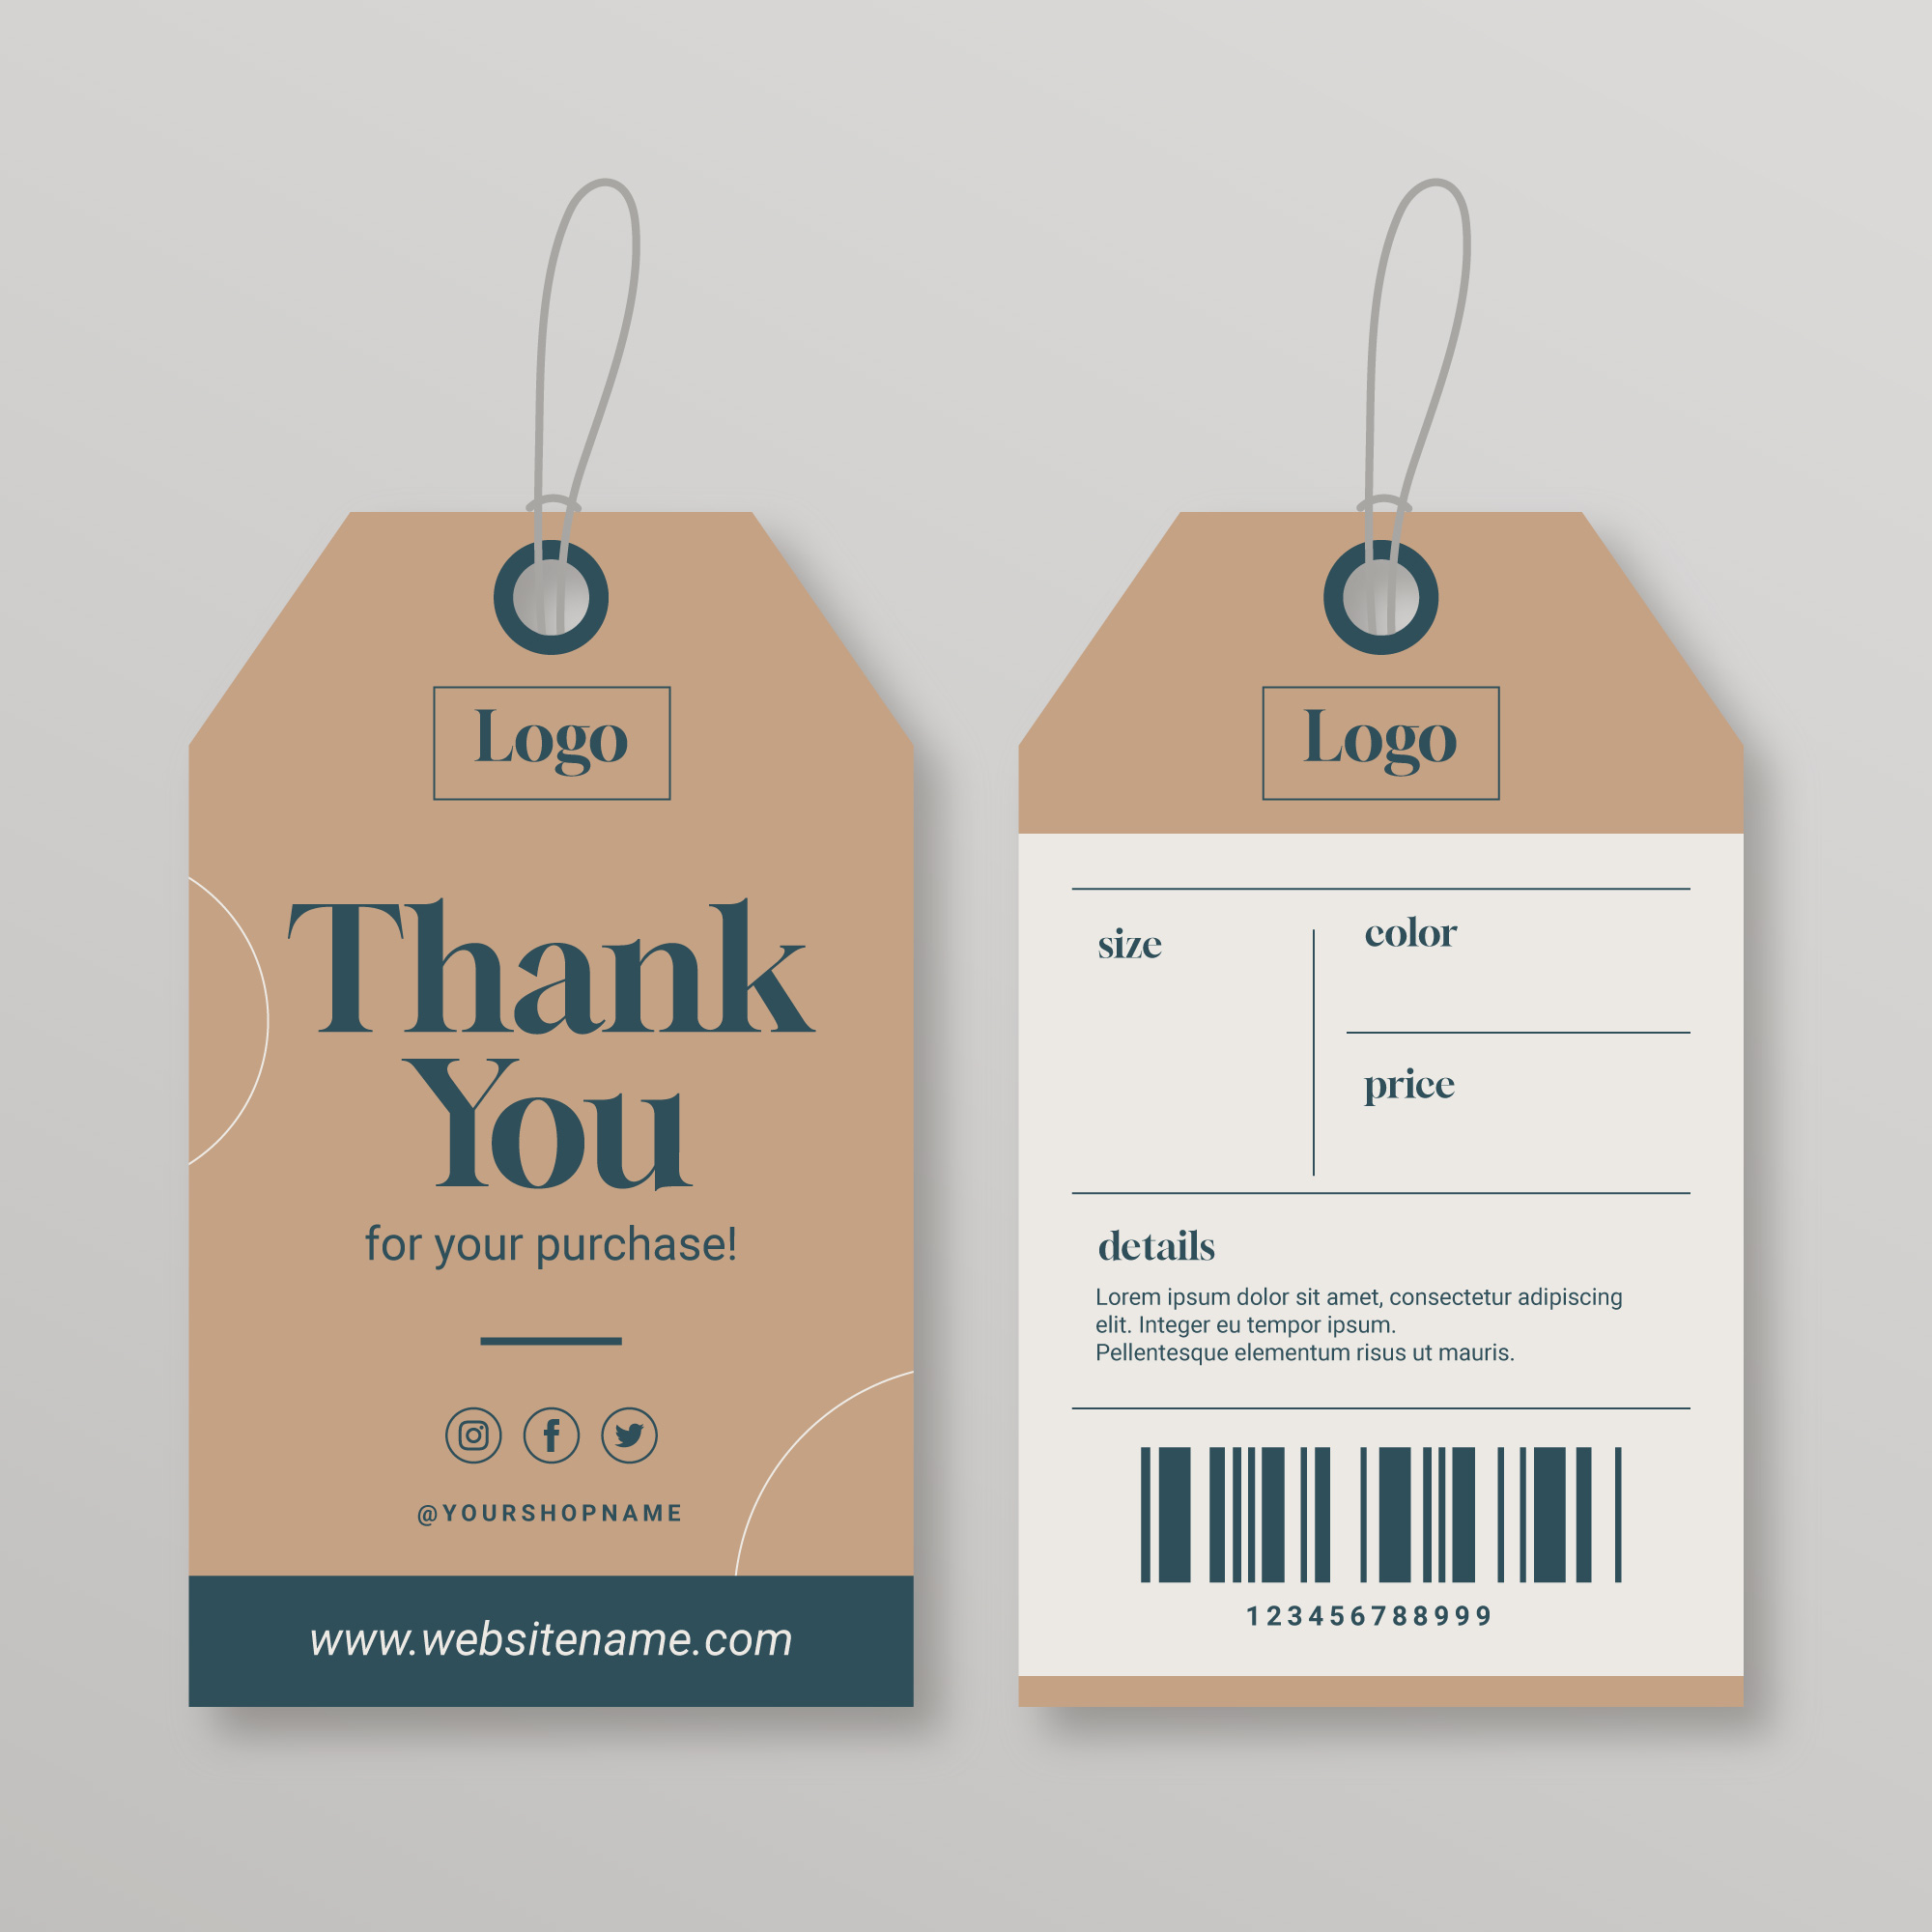 Logo
Thank
You
for your purchase!
@YOURSHOPNAME
www.websitename.com
Logo
size
color
price
details
Lorem ipsum dolor sit amet, consectetur adipiscing
elit. Integer eu tempor ipsum.
Pellentesque elementum risus ut mauris.
123456788999